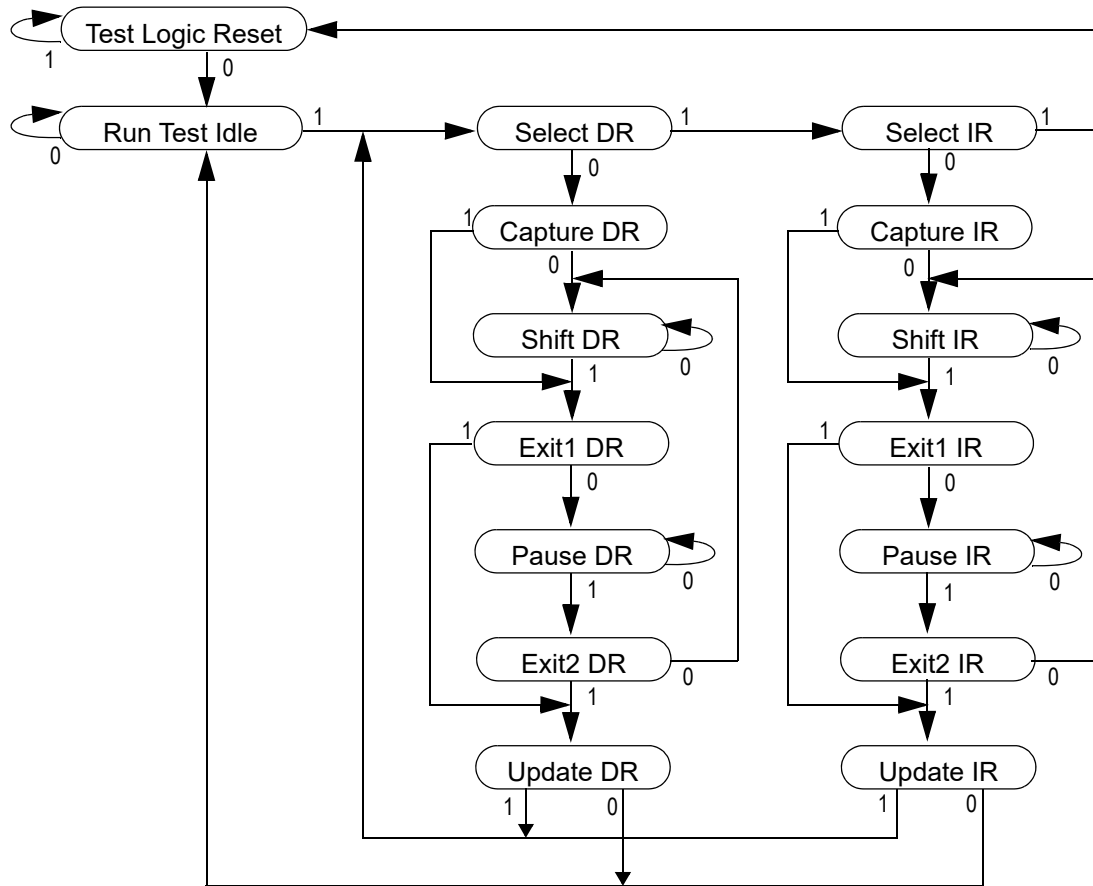 Test Logic Reset
1
0
Run Test Idle
1
Select DR
1
Select IR
1
0
0
0
1
Capture DR
1
Capture IR
0
0
Shift DR
0
Shift IR
0
1
1
1
Exit1 DR
1
Exit1 IR
0
0
Pause DR
0
Pause IR
0
1
1
Exit2 DR
0
Exit2 IR
0
1
1
Update DR
Update IR
1
0
1
0